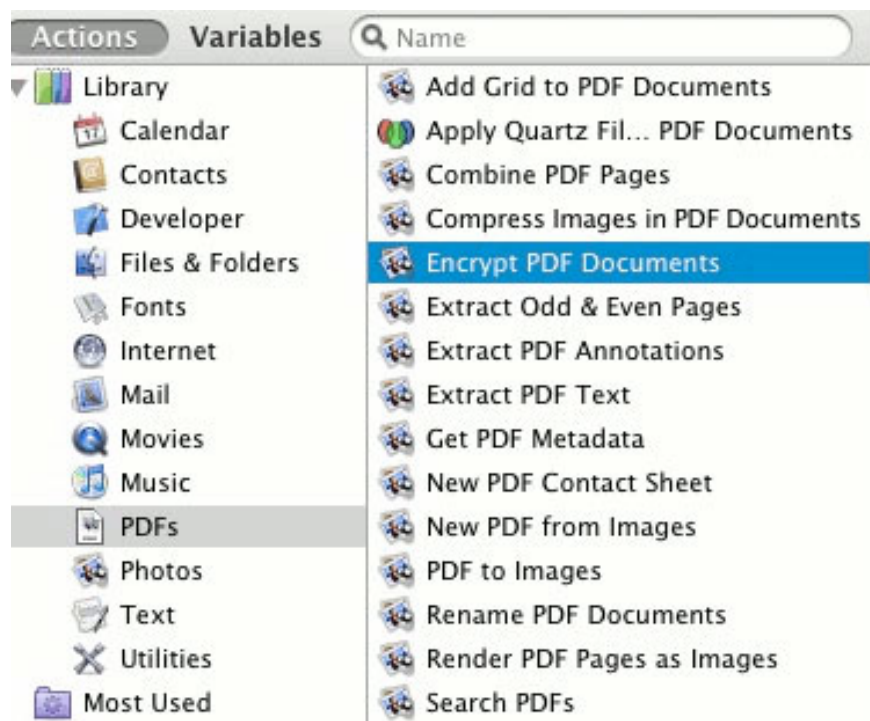 Actions Variables Name
Library
Calendar
Contacts
Developer
Files & Folders
Fonts
Internet
Mail
Movies
Music
PDFs
Photos
Text
Utilities
Most Used
Add Grid to PDF Documents
Apply Quartz Fil... PDF Documents
Combine PDF Pages
Compress Images in PDF Documents
Encrypt PDF Documents
Extract Odd & Even Pages
Extract PDF Annotations
Extract PDF Text
Get PDF Metadata
New PDF Contact Sheet
New PDF from Images
PDF to Images
Rename PDF Documents
Render PDF Pages as Images
Search PDFs